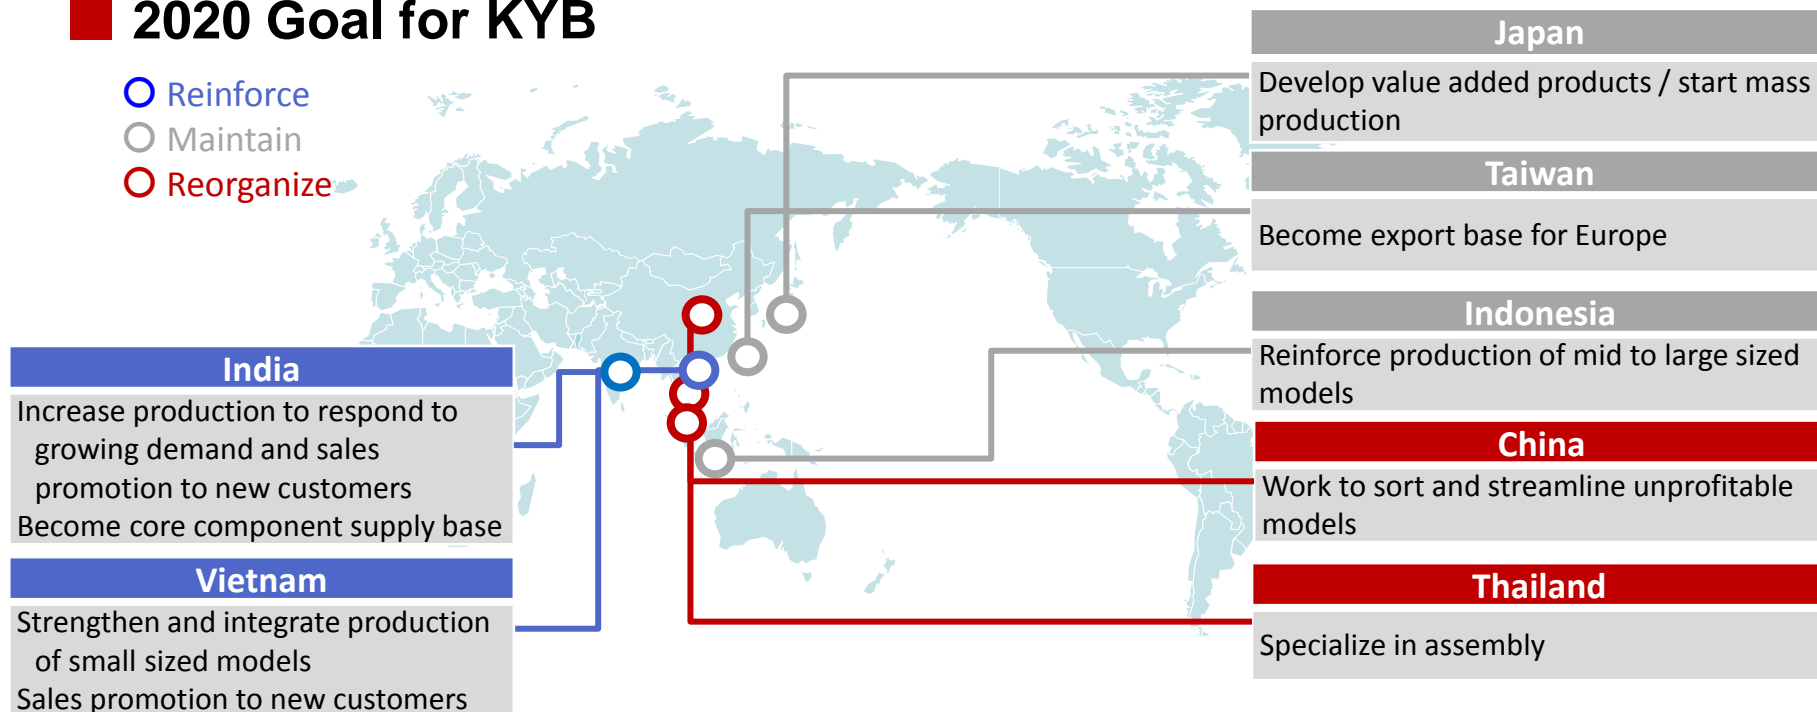 2020 Goal for KYB
Reinforce
Maintain
Reorganize
Japan
Develop value added products / start mass
production
Taiwan
Become export base for Europe
Indonesia
Reinforce production of mid to large sized
models
China
Work to sort and streamline unprofitable
models
Thailand
Specialize in assembly
India
Increase production to respond to
growing demand and sales
promotion to new customers
Become core component supply base
Vietnam
Strengthen and integrate production
of small sized models
Sales promotion to new customers